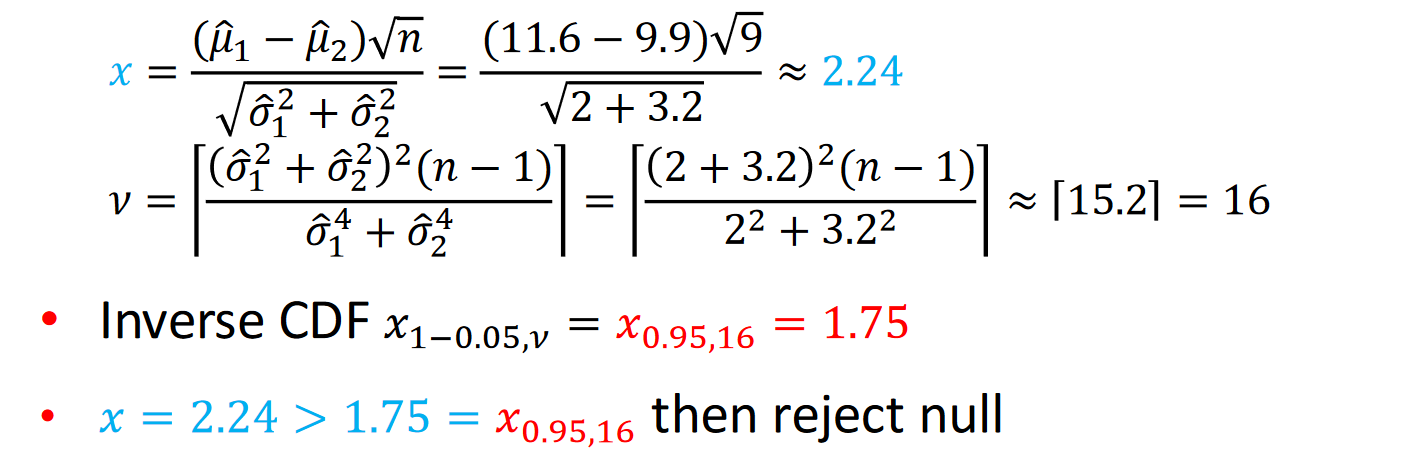 x = (μ̂₁ − μ̂₂)√n / √(σ̂₁² + σ̂₂²) = (11.6 − 9.9)√9 / √(2 + 3.2) ≈ 2.24
ν = ⌈(σ̂₁² + σ̂₂²)²(n − 1) / (σ̂₁⁴ + σ̂₂⁴)⌉ = ⌈(2 + 3.2)²(n − 1) / (2² + 3.2²)⌉ ≈ ⌈15.2⌉ = 16
• Inverse CDF x₁₋₀.₀₅,ᵥ = x₀.₉₅,₁₆ = 1.75
• x = 2.24 > 1.75 = x₀.₉₅,₁₆ then reject null